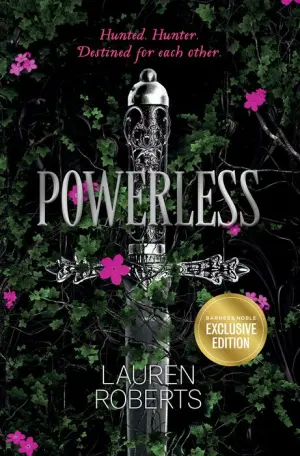 Hunted. Hunter.
Destined for each other.
POWERLESS
BARNES & NOBLE
EXCLUSIVE
EDITION
LAUREN
ROBERTS